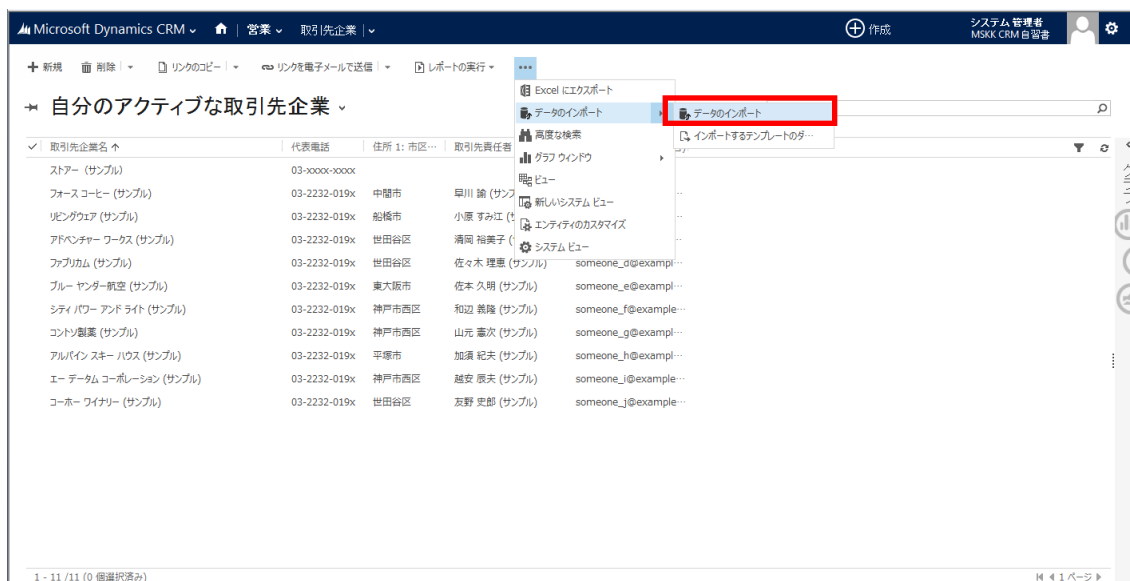 Microsoft Dynamics CRM 営業 取引先企業 作成 システム 管理者
MSKK CRM 自習書
新規 削除 リンクのコピー リンクを電子メールで送信 レポートの実行 ...
Excel にエクスポート
自分のアクティブな取引先企業
データのインポート データのインポート
高度な検索 インポートするテンプレートのダ…
取引先企業名 代表電話 住所 1: 市区… 取引先責任者
グラフ ウィンドウ
ストアー (サンプル) 03-xxxx-xxxx
ビュー
フォース コーヒー (サンプル) 03-2232-019x 中間市 早川 諭 (サンプ
新しいシステム ビュー
リビングウェア (サンプル) 03-2232-019x 船橋市 小原 すみ江 (サ
エンティティのカスタマイズ
アドベンチャー ワークス (サンプル) 03-2232-019x 世田谷区 清岡 裕美子 (
システム ビュー
ファブリカム (サンプル) 03-2232-019x 世田谷区 佐々木 理恵 (サンプル) someone_d@exampl…
ブルー ヤンダー航空 (サンプル) 03-2232-019x 東大阪市 佐本 久明 (サンプル) someone_e@exampl…
シティ パワー アンド ライト (サンプル) 03-2232-019x 神戸市西区 和辺 義隆 (サンプル) someone_f@example…
コントソ製薬 (サンプル) 03-2232-019x 神戸市西区 山元 憲次 (サンプル) someone_g@exampl…
アルパイン スキー ハウス (サンプル) 03-2232-019x 平塚市 加須 紀夫 (サンプル) someone_h@exampl…
エー データム コーポレーション (サンプル) 03-2232-019x 神戸市西区 越安 辰夫 (サンプル) someone_i@example…
コーホー ワイナリー (サンプル) 03-2232-019x 世田谷区 友野 史郎 (サンプル) someone_j@example…
1 - 11 /11 (0 個選択済み) 1 ページ